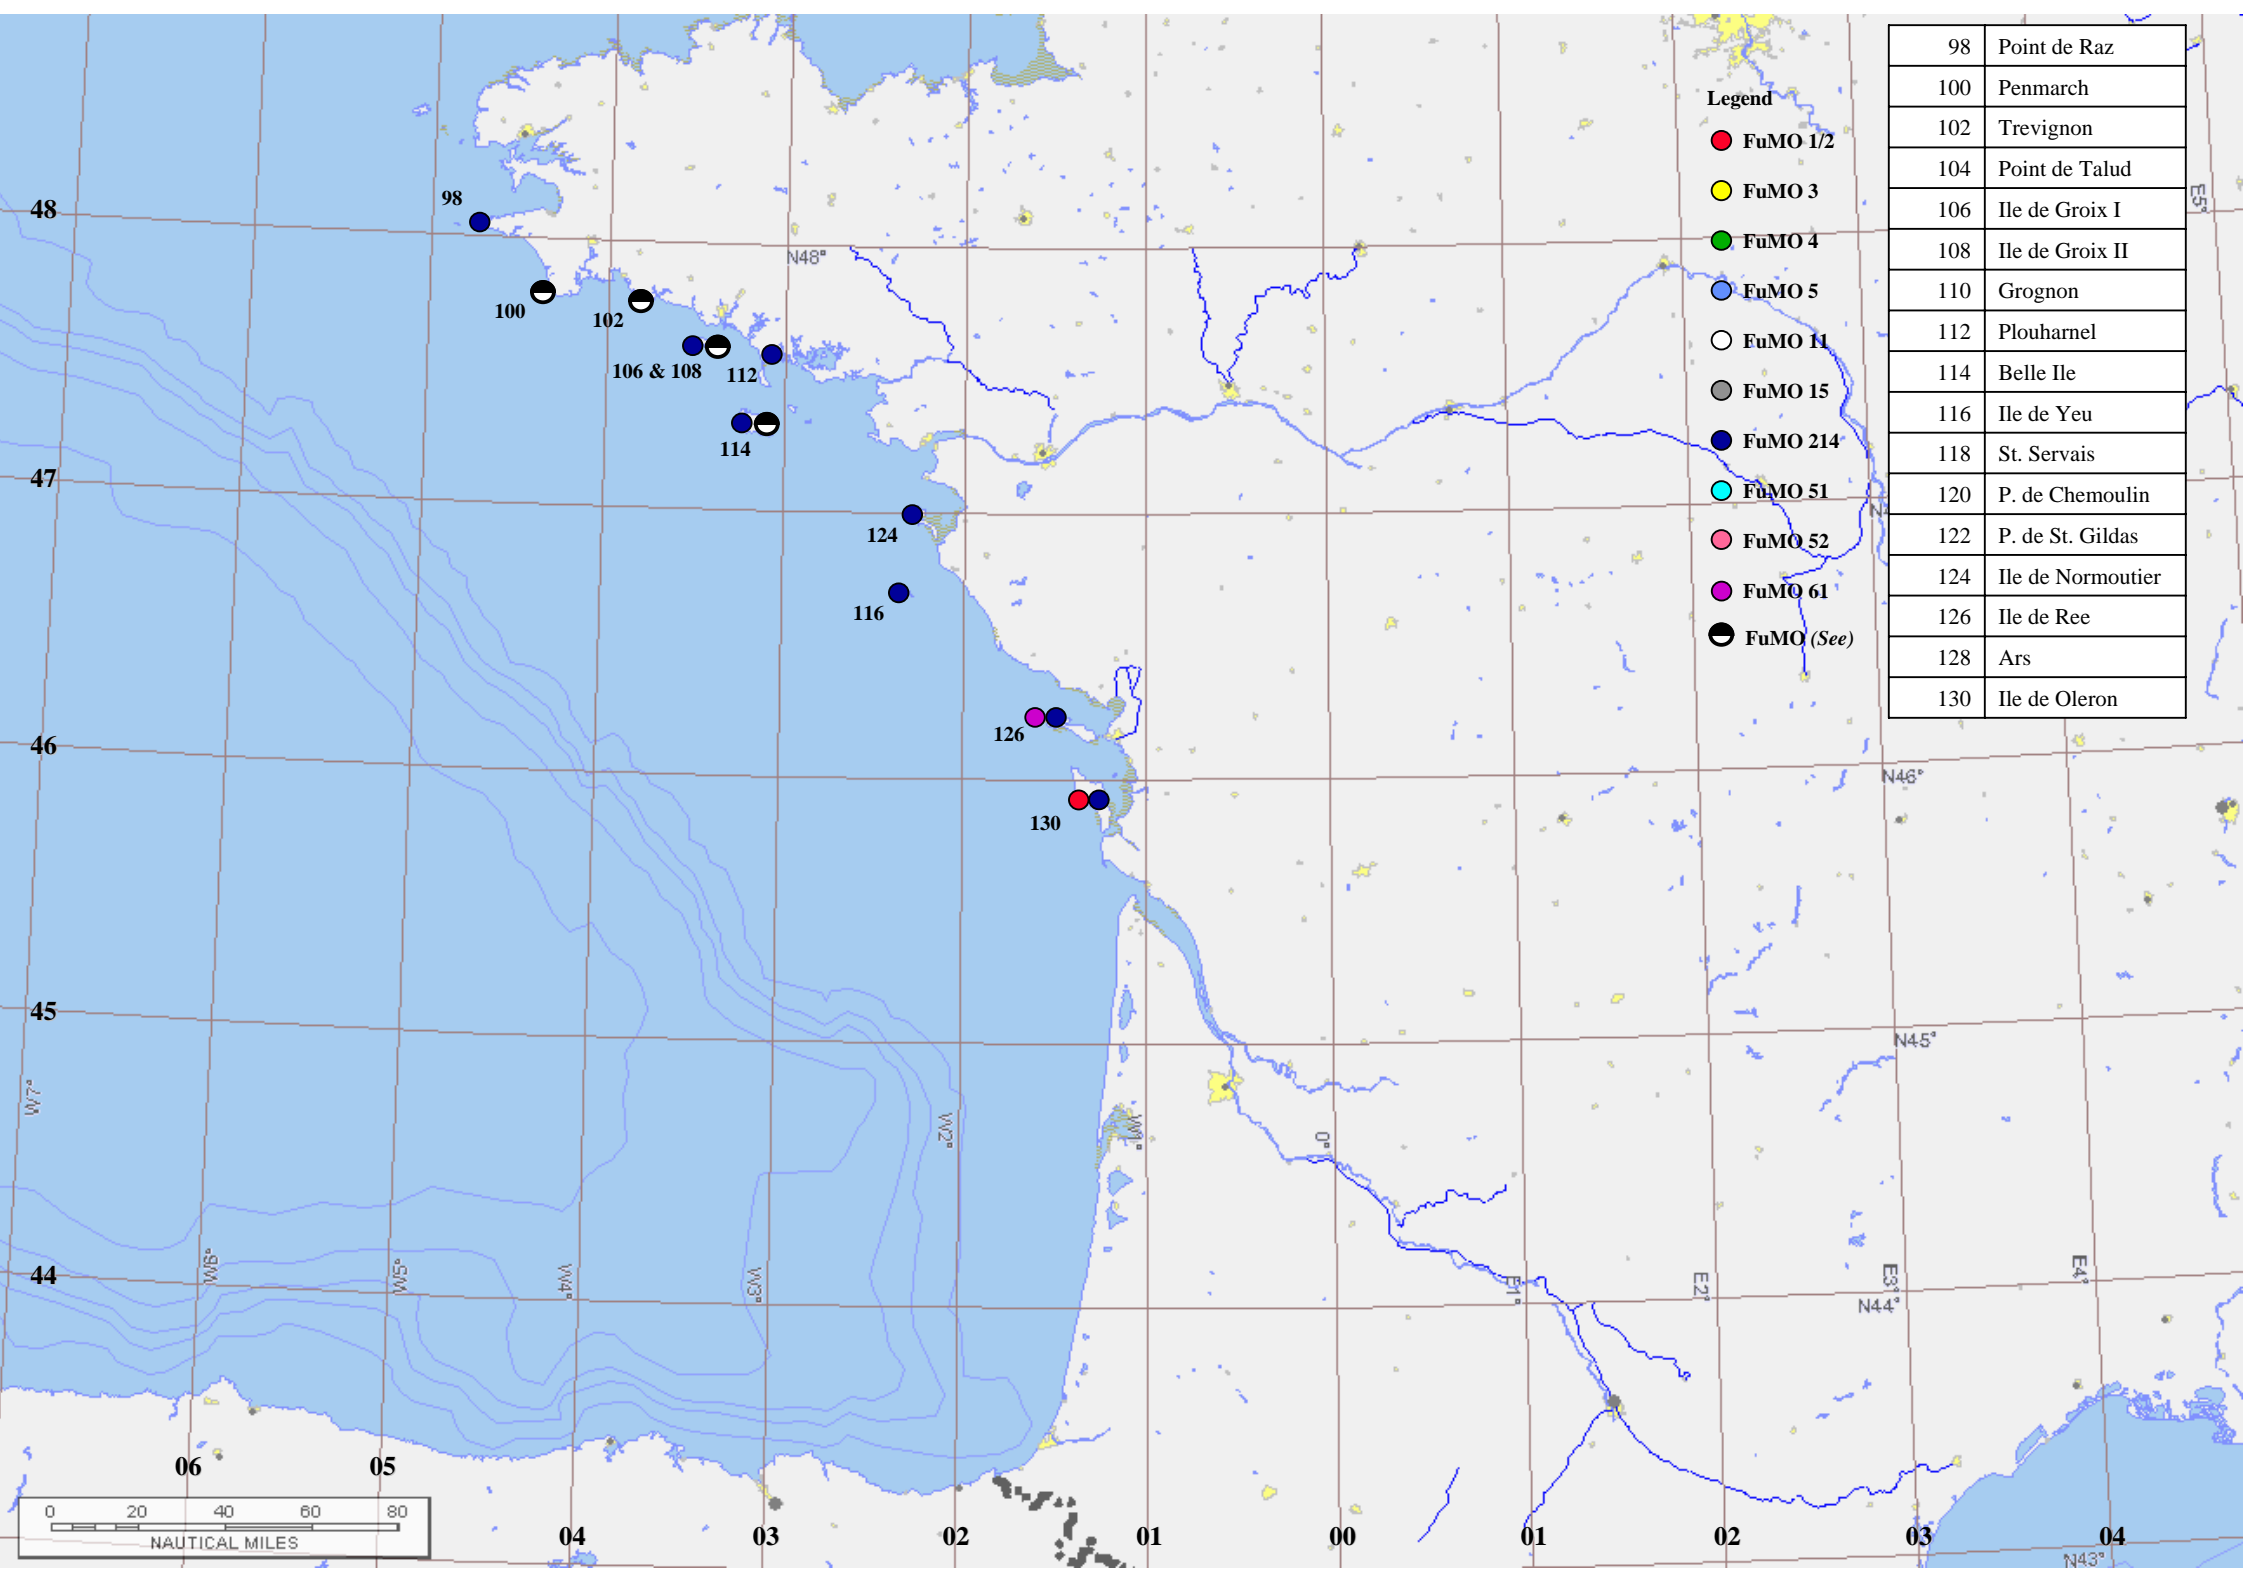 98 Point de Raz
100 Penmarch
102 Trevignon
104 Point de Talud
106 Ile de Groix I
108 Ile de Groix II
110 Grognon
112 Plouharnel
114 Belle Ile
116 Ile de Yeu
118 St. Servais
120 P. de Chemoulin
122 P. de St. Gildas
124 Ile de Normoutier
126 Ile de Ree
128 Ars
130 Ile de Oleron
Legend
FuMO 1/2
FuMO 3
FuMO 4
FuMO 5
FuMO 11
FuMO 15
FuMO 214
FuMO 51
FuMO 52
FuMO 61
FuMO (See)
98
48
N48°
E5°
100
102
106 & 108
112
114
47
124
116
126
46
N46°
130
45
N45°
W7°
W2°
W1°
0°
W6°
W5°
W4°
W3°
E1°
E2°
E3°
E4°
44
N44°
06
05
0 20 40 60 80
NAUTICAL MILES
04
03
02
01
00
01
02
03
04
N43°